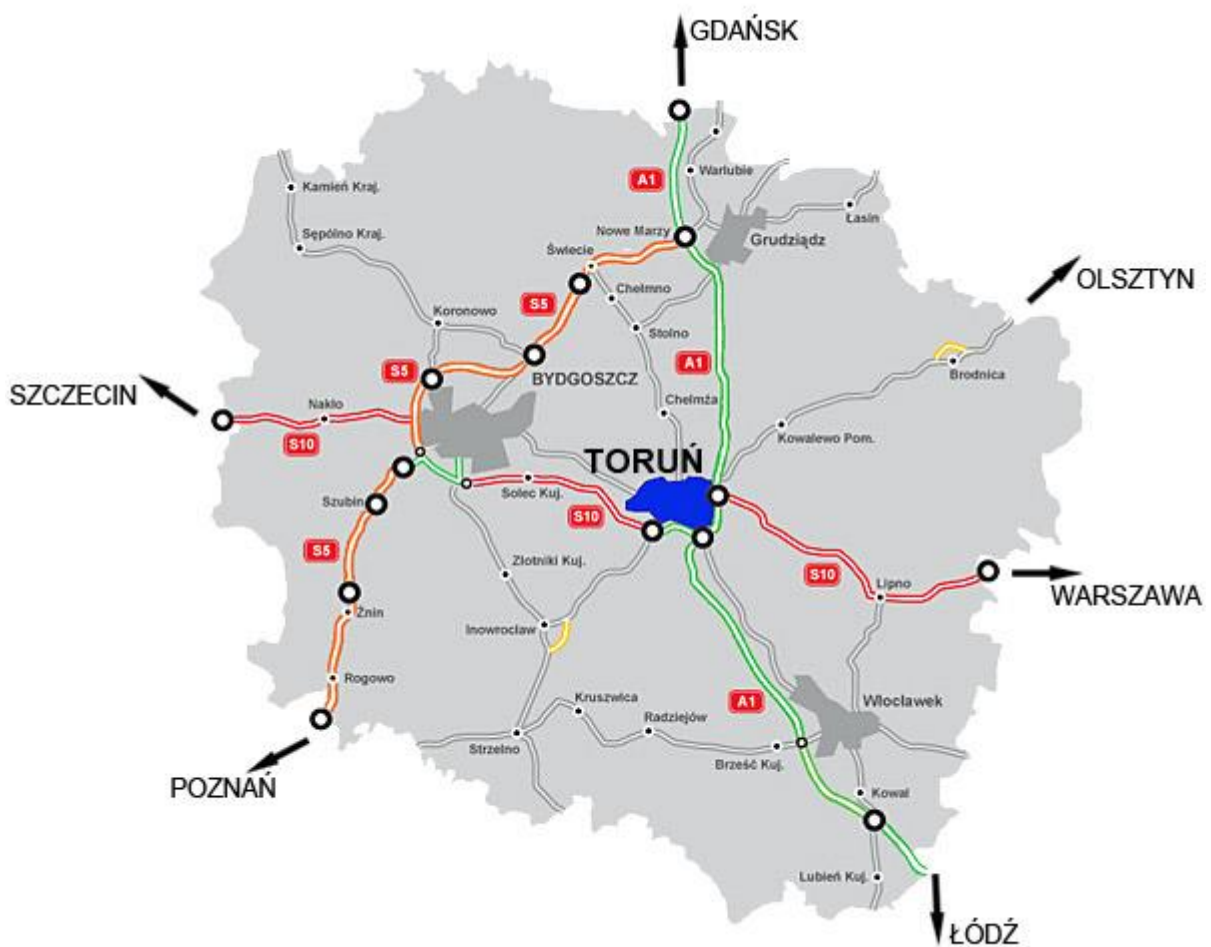 GDAŃSK
A1
Warlubie
Kamień Kraj.
Łasin
Nowe Marzy
Grudziądz
Sępólno Kraj.
Świecie
OLSZTYN
Chełmno
S5
Koronowo
Stolno
A1
Brodnica
S5
BYDGOSZCZ
SZCZECIN
Nakło
Chełmża
Kowalewo Pom.
S10
TORUŃ
Szubin
Solec Kuj.
S10
S5
Złotniki Kuj.
S10
Lipno
WARSZAWA
Żnin
Inowrocław
Rogowo
Kruszwica
A1
Włocławek
Radziejów
Strzelno
Brześć Kuj.
POZNAŃ
Kowal
Lubień Kuj.
ŁÓDŹ